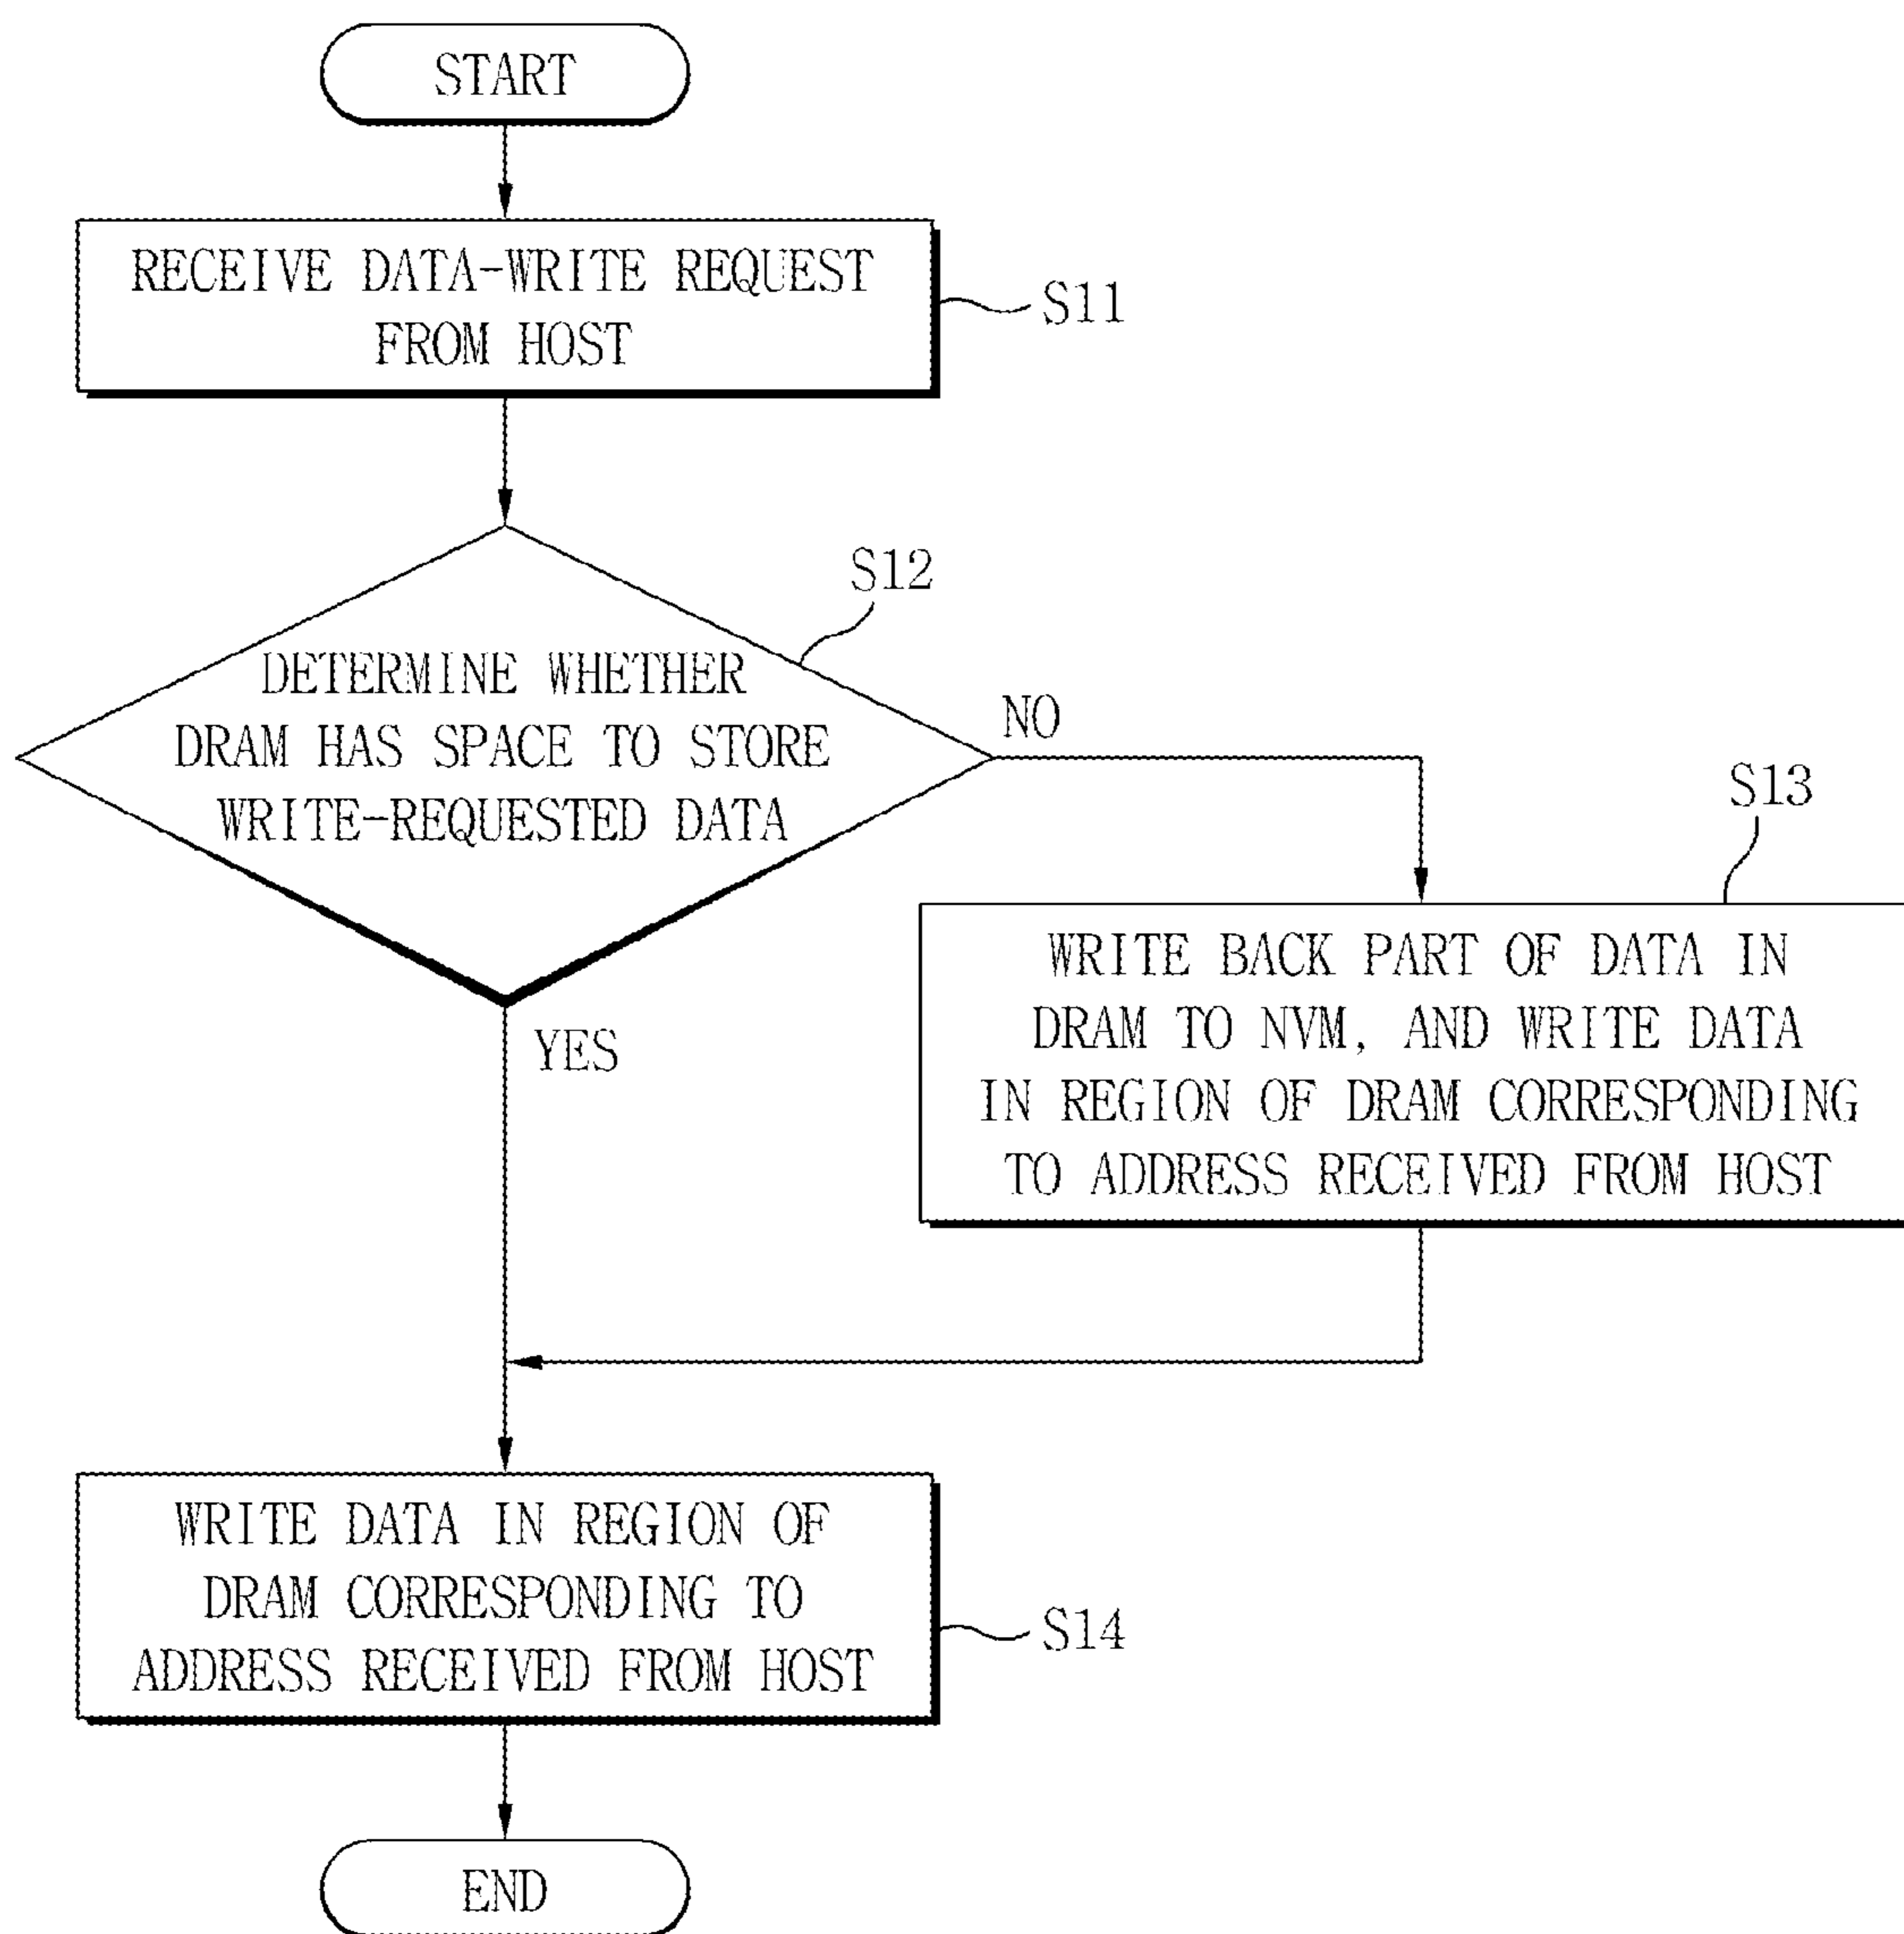 START
RECEIVE DATA-WRITE REQUEST
FROM HOST
S11
S12
DETERMINE WHETHER
DRAM HAS SPACE TO STORE
WRITE-REQUESTED DATA
NO
YES
S13
WRITE BACK PART OF DATA IN
DRAM TO NVM, AND WRITE DATA
IN REGION OF DRAM CORRESPONDING
TO ADDRESS RECEIVED FROM HOST
WRITE DATA IN REGION OF
DRAM CORRESPONDING TO
ADDRESS RECEIVED FROM HOST
S14
END